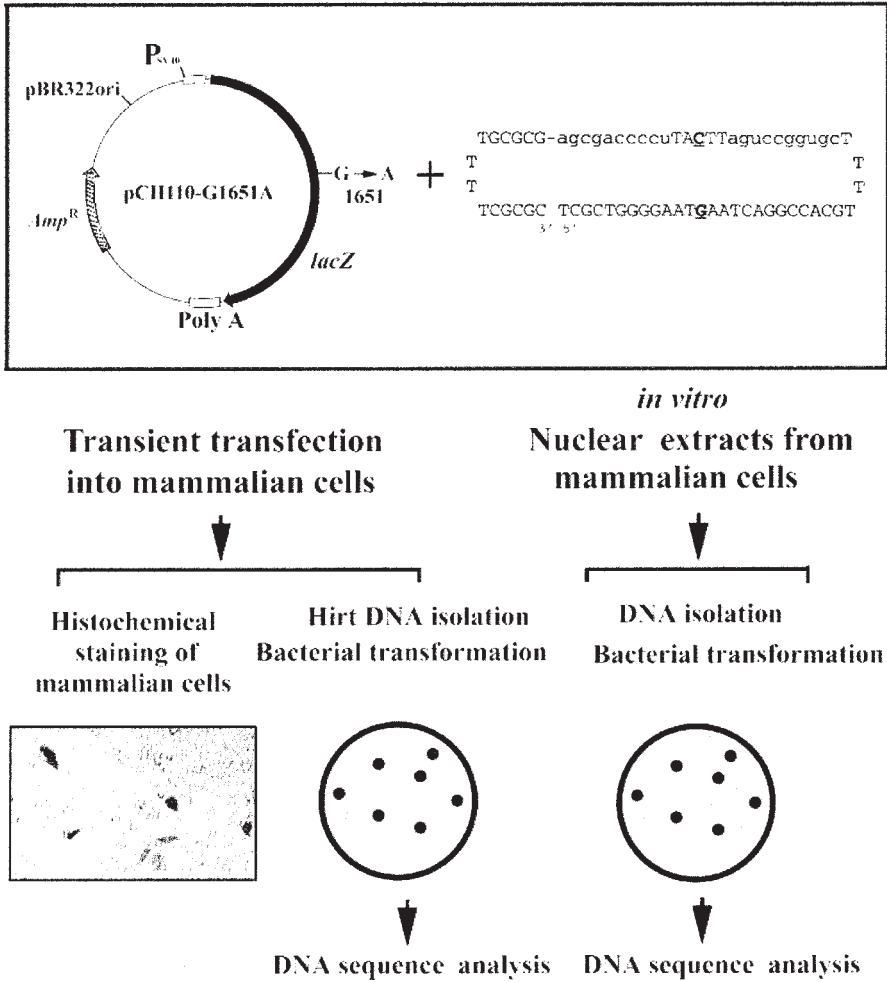 P SV40
pBR322ori
G → A
1651
pCH110-G1651A
Amp R
lacZ
Poly A
+
TGCGCG-agcgaccccuTACTTaguccggugcT
T T
T T
TCGCGC TCGCTGGGGAATGAATCAGGCCACGT
3' 5'
Transient transfection
into mammalian cells
in vitro
Nuclear extracts from
mammalian cells
Histochemical
staining of
mammalian cells
Hirt DNA isolation
Bacterial transformation
DNA isolation
Bacterial transformation
DNA sequence analysis
DNA sequence analysis